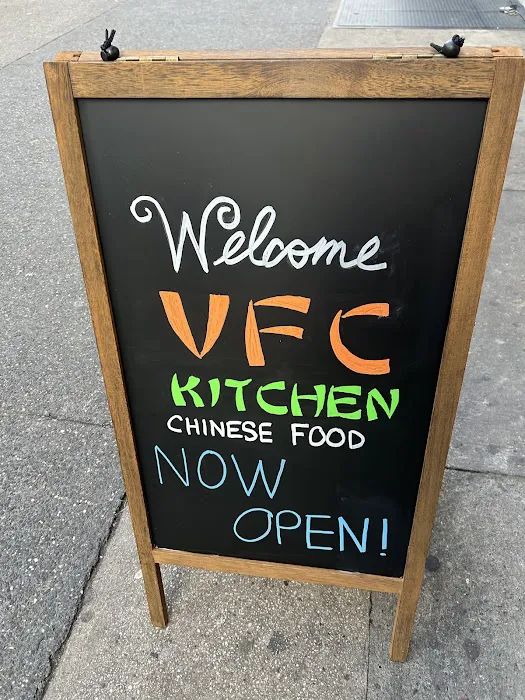 Welcome
VFC
KITCHEN
CHINESE FOOD
NOW
OPEN!